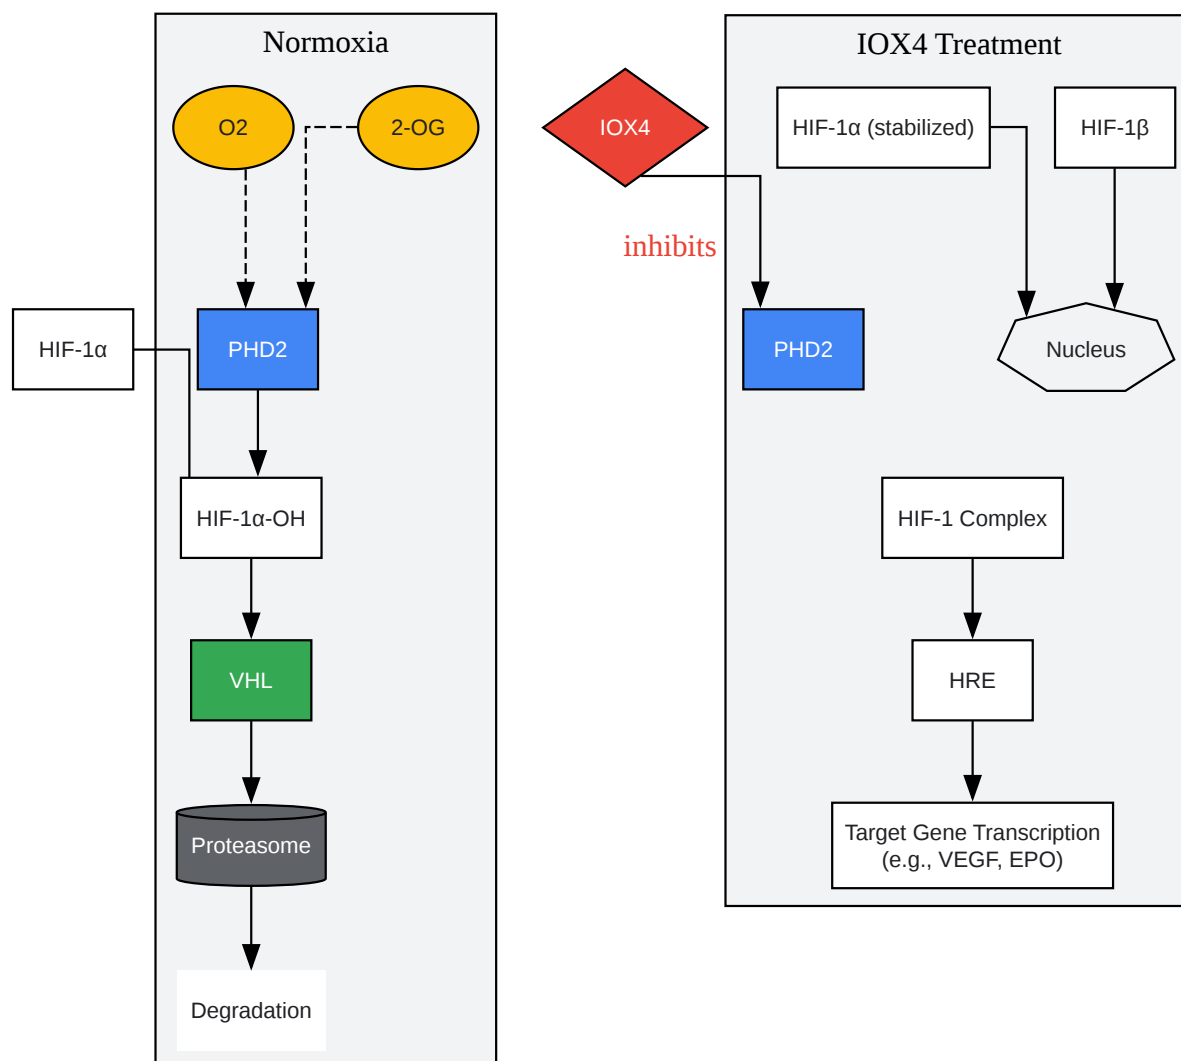 Normoxia
O2
2-OG
HIF-1α
PHD2
HIF-1α-OH
VHL
Proteasome
Degradation
IOX4
inhibits
IOX4 Treatment
HIF-1α (stabilized)
HIF-1β
PHD2
Nucleus
HIF-1 Complex
HRE
Target Gene Transcription
(e.g., VEGF, EPO)